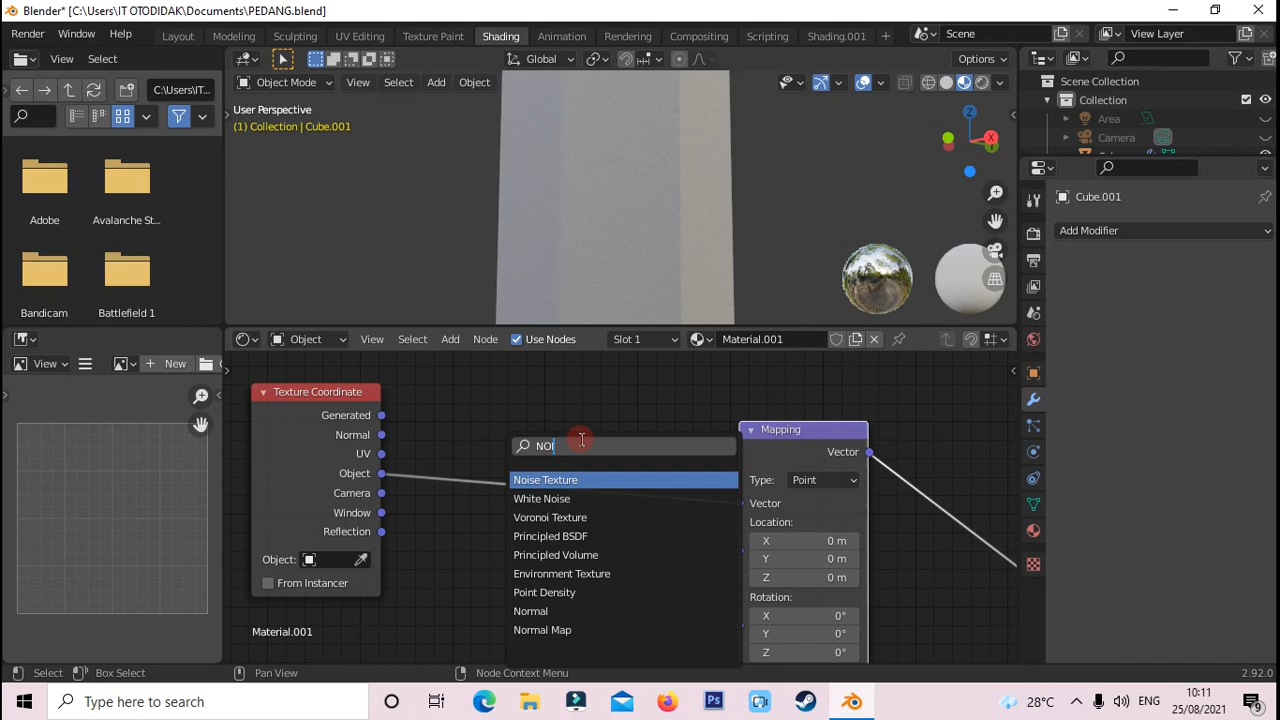 Blender* [C:\Users\IT OTODIDAK\Documents\PEDANG.blend]
Render Window Help Layout Modeling Sculpting UV Editing Texture Paint Shading Animation Rendering Compositing Scripting Shading.001 Scene View Layer
View Select
Global
Options
C:\Users\IT...
Object Mode View Select Add Object
Scene Collection
Collection
Area
Camera
User Perspective
(1) Collection | Cube.001
X
Y
Z
Adobe
Avalanche St...
Bandicam
Battlefield 1
Cube.001
Add Modifier
View
New
Object View Select Add Node Use Nodes Slot 1 Material.001
Texture Coordinate
Generated
Normal
UV
Object
Camera
Window
Reflection
Object:
From Instancer
Material.001
NOI
Noise Texture
White Noise
Voronoi Texture
Principled BSDF
Principled Volume
Environment Texture
Point Density
Normal
Normal Map
Mapping
Vector
Type: Point
Vector
Location:
X 0 m
Y 0 m
Z 0 m
Rotation:
X 0°
Y 0°
Z 0°
Select Box Select Pan View Node Context Menu 2.92.0
Type here to search
Ps
28°C
ENG
10:11
25/08/2021
9